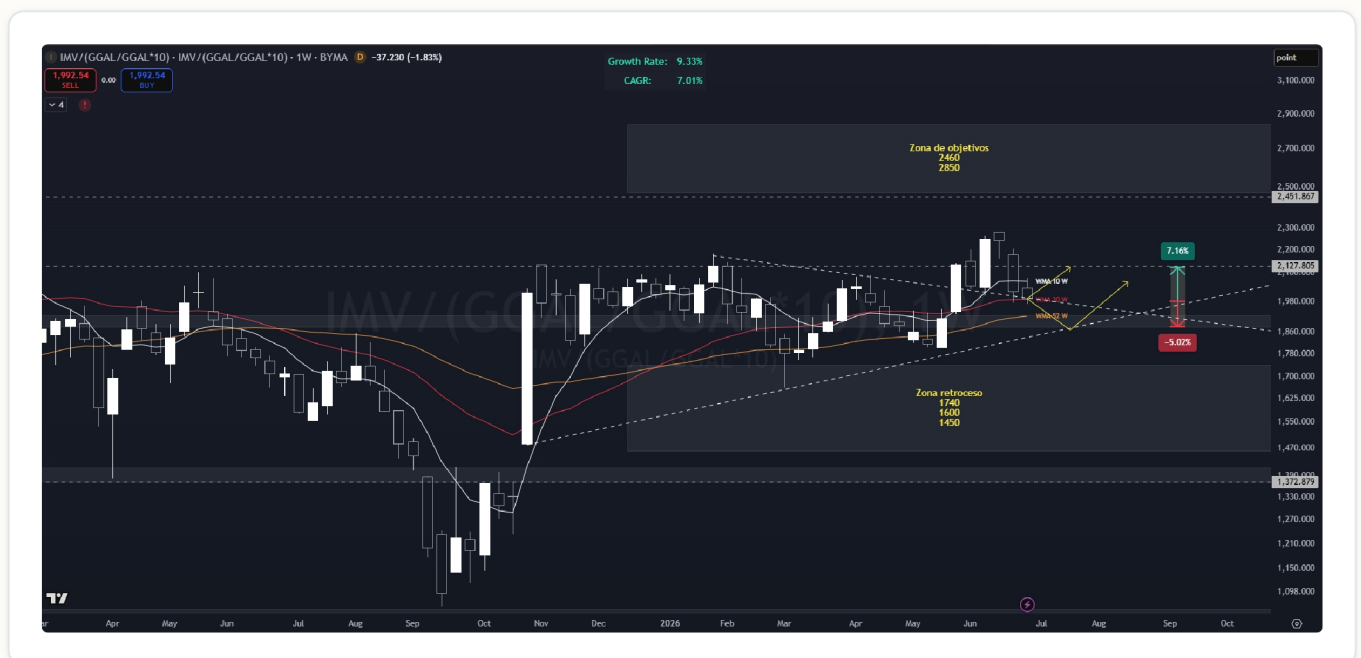 IMV/(GGAL/GGAL*10) · IMV/(GGAL/GGAL*10) · 1W · BYMA D -37.230 (-1.83%)
1,992.54 SELL 0.00 1,992.54 BUY
4
Growth Rate: 9.33%
CAGR: 7.01%
point
3,100.000
2,900.000
2,700.000
2,500.000
2,451.867
2,300.000
2,200.000
2,127.805
1,980.000
1,860.000
1,780.000
1,700.000
1,625.000
1,550.000
1,470.000
1,372.879
1,330.000
1,270.000
1,210.000
1,150.000
1,098.000
Zona de objetivos
2460
2850
7.16%
-5.02%
WMA 10 W
WMA 30 W
WMA 52 W
Zona retroceso
1740
1600
1450
Apr May Jun Jul Aug Sep Oct Nov Dec 2026 Feb Mar Apr May Jun Jul Aug Sep Oct